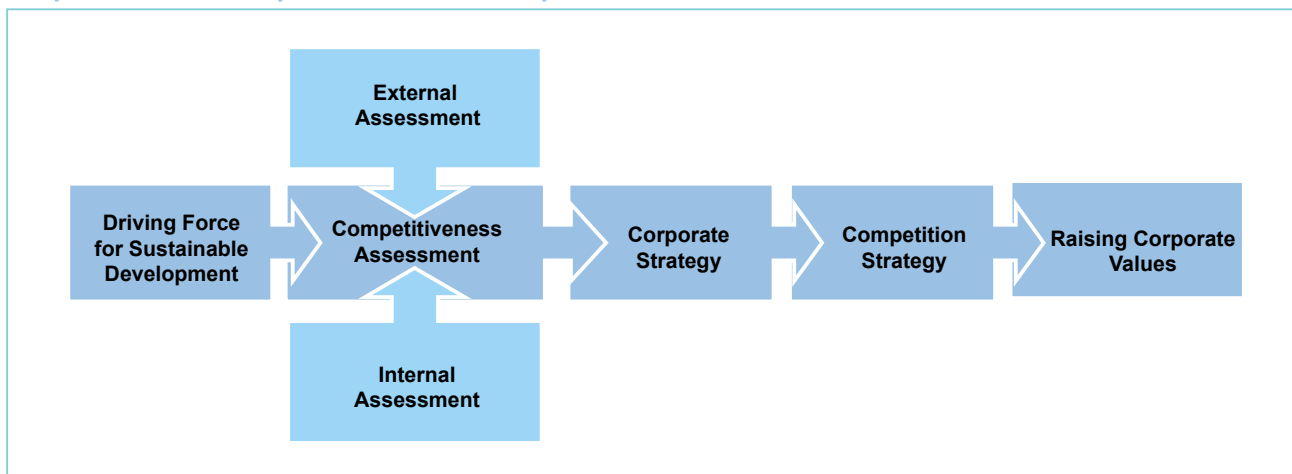 External
Assessment
Driving Force
for Sustainable
Development
Competitiveness
Assessment
Corporate
Strategy
Competition
Strategy
Raising Corporate
Values
Internal
Assessment